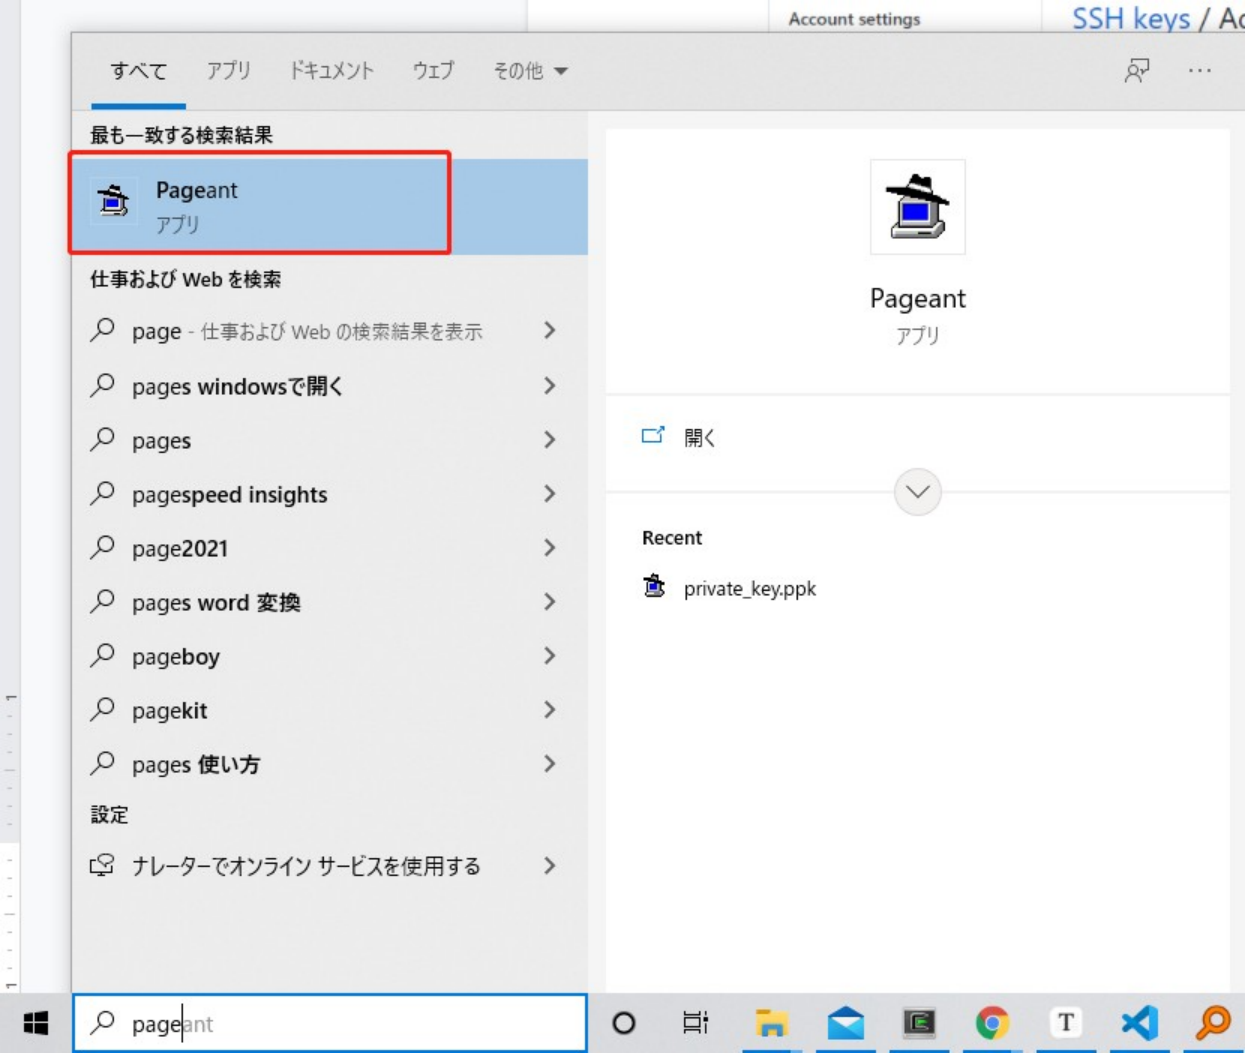 Account settings
SSH keys / Ac
すべて アプリ ドキュメント ウェブ その他
最も一致する検索結果
Pageant
アプリ
仕事および Web を検索
page - 仕事および Web の検索結果を表示
pages windowsで開く
pages
pagespeed insights
page2021
pages word 変換
pageboy
pagekit
pages 使い方
設定
ナレーターでオンライン サービスを使用する
Pageant
アプリ
開く
Recent
private_key.ppk
pageant